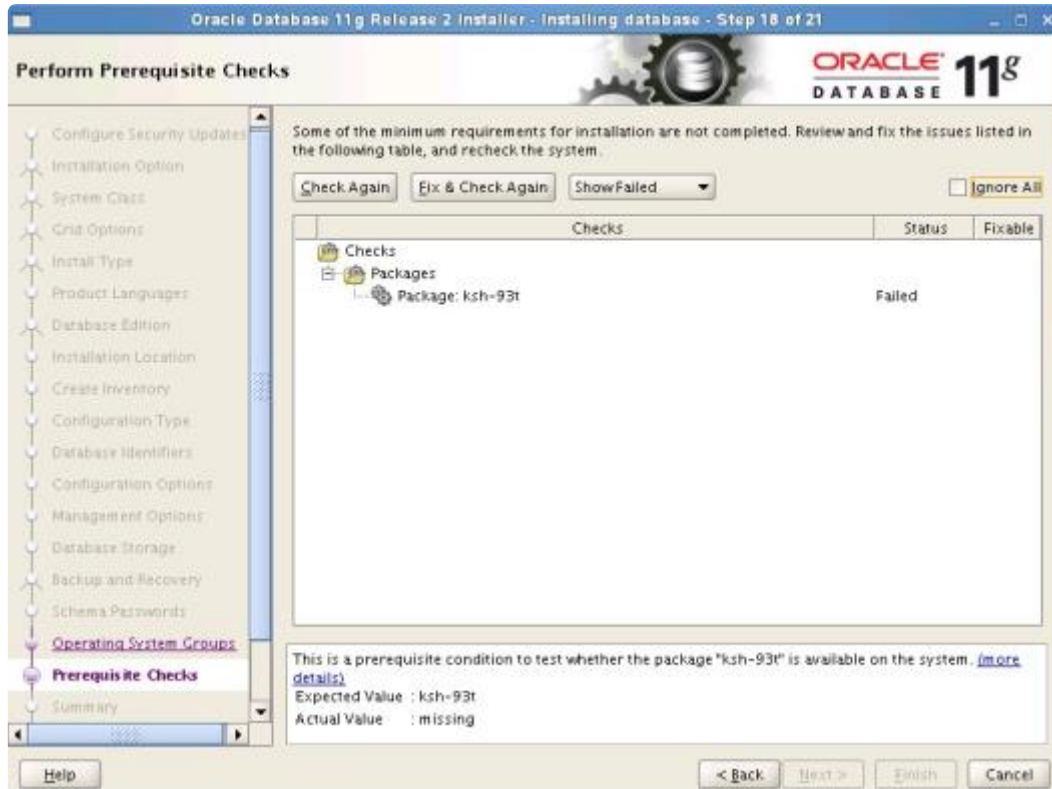 Oracle Database 11g Release 2 Installer - Installing database - Step 18 of 21
Perform Prerequisite Checks
ORACLE 11g
DATABASE
Configure Security Updates
Installation Option
System Class
Grid Options
Install Type
Product Languages
Database Edition
Installation Location
Create Inventory
Configuration Type
Database Identifiers
Configuration Options
Management Options
Database Storage
Backup and Recovery
Schema Passwords
Operating System Groups
Prerequisite Checks
Summary
Some of the minimum requirements for installation are not completed. Review and fix the issues listed in
the following table, and recheck the system.
Check Again Fix & Check Again Show Failed Ignore All
Checks Status Fixable
Checks
Packages
Package: ksh-93t Failed
This is a prerequisite condition to test whether the package "ksh-93t" is available on the system. (more
details)
Expected Value : ksh-93t
Actual Value : missing
Help < Back Next > Finish Cancel